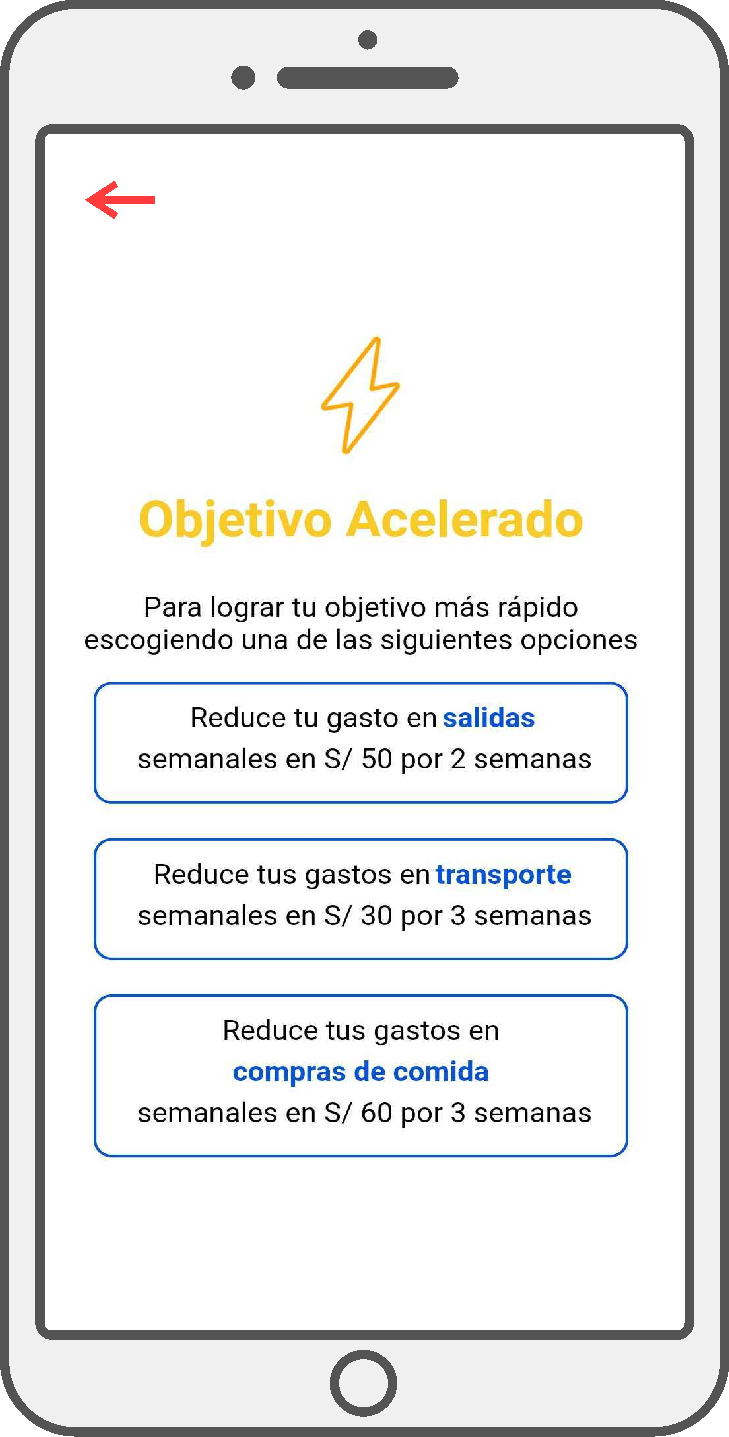 Objetivo Acelerado
Para lograr tu objetivo más rápido
escogiendo una de las siguientes opciones
Reduce tu gasto en salidas
semanales en S/ 50 por 2 semanas
Reduce tus gastos en transporte
semanales en S/ 30 por 3 semanas
Reduce tus gastos en
compras de comida
semanales en S/ 60 por 3 semanas